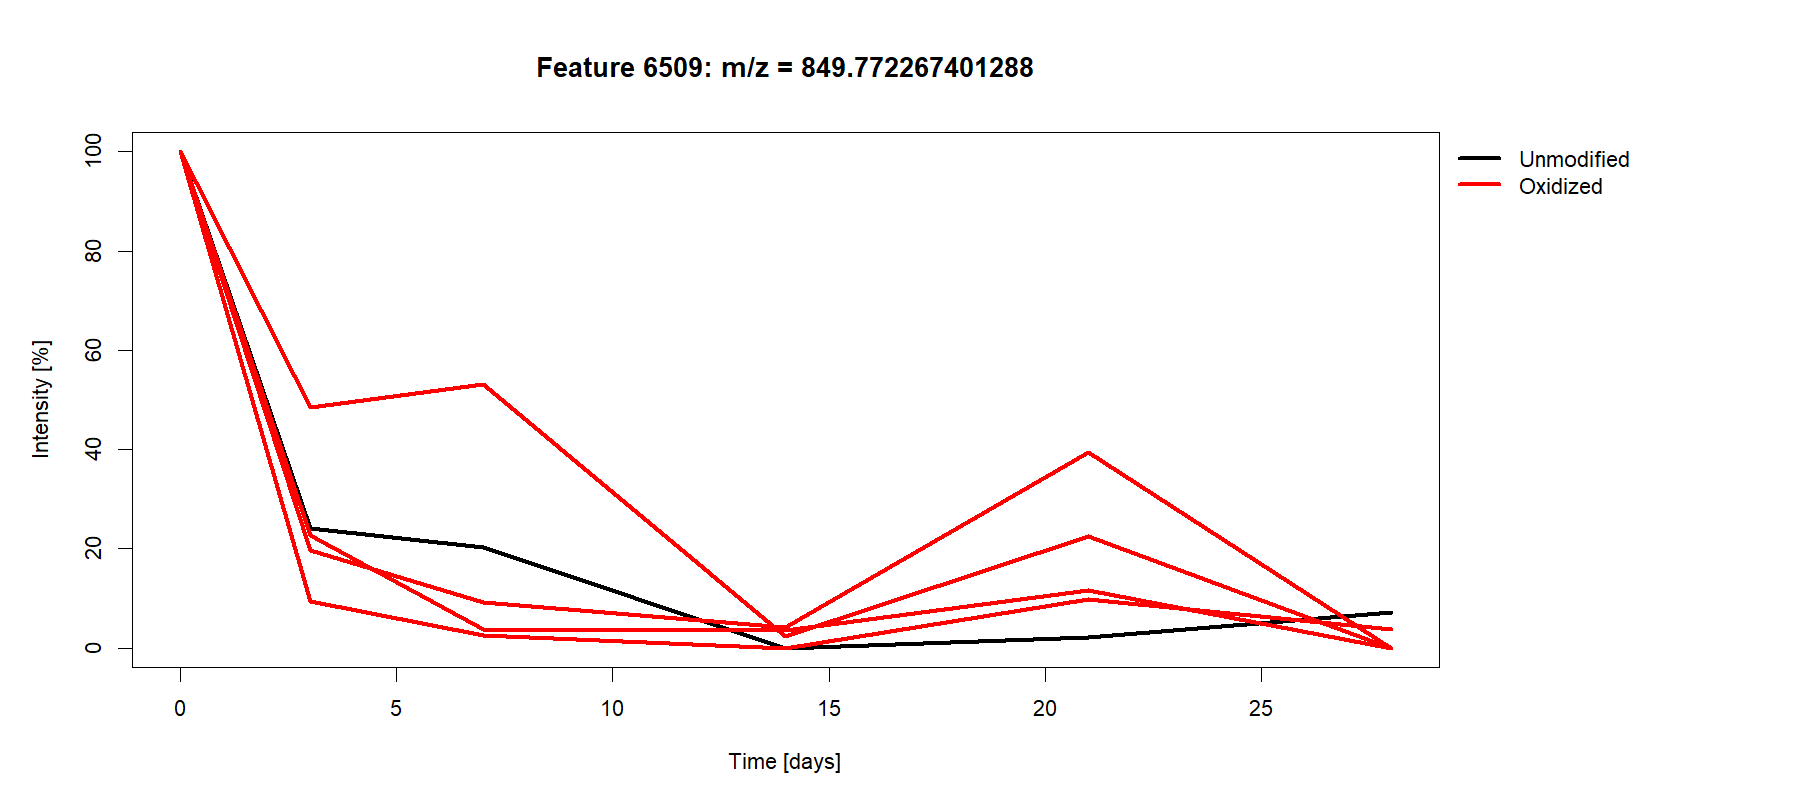 Feature 6509: m/z = 849.772267401288
Unmodified
Oxidized
100
80
60
40
20
0
Intensity [%]
0 5 10 15 20 25
Time [days]